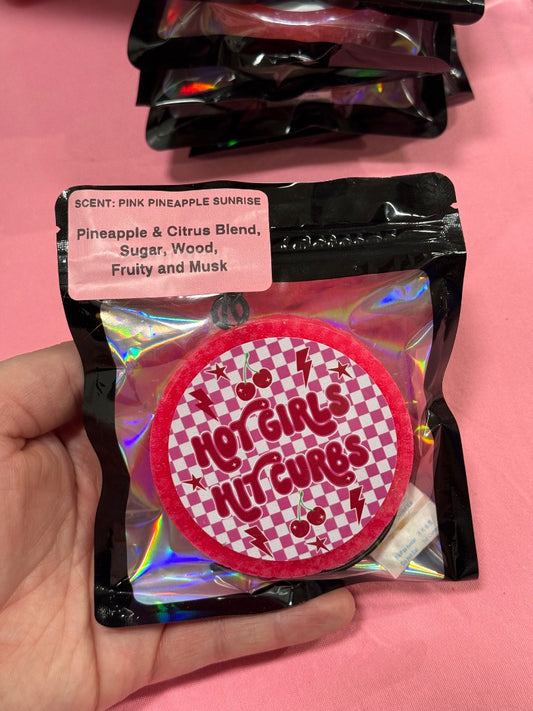 SCENT: PINK PINEAPPLE SUNRISE
Pineapple & Citrus Blend,
Sugar, Wood,
Fruity and Musk
HOT GIRLS
HIT CURBS